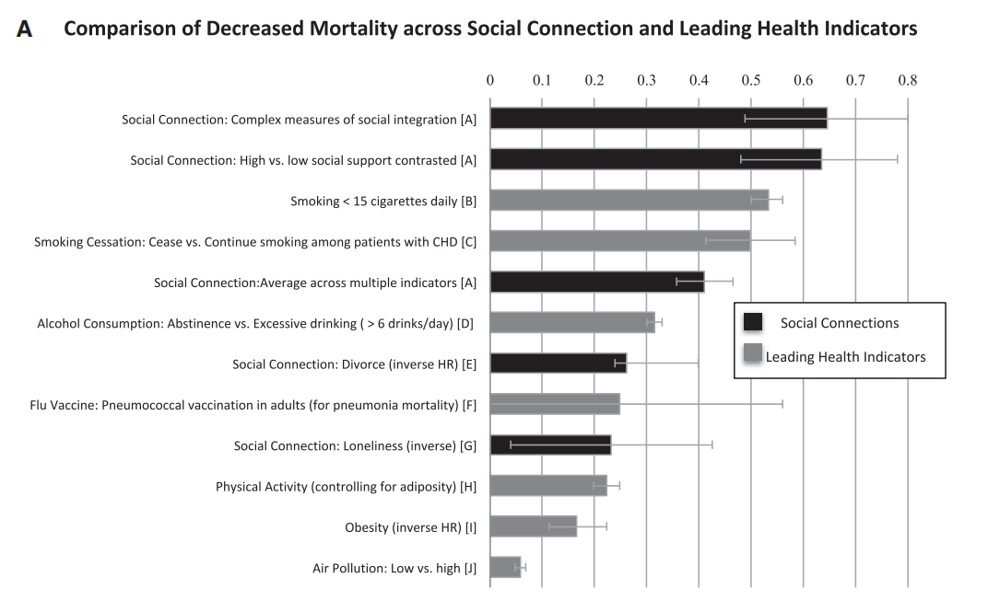 A Comparison of Decreased Mortality across Social Connection and Leading Health Indicators
0 0.1 0.2 0.3 0.4 0.5 0.6 0.7 0.8
Social Connection: Complex measures of social integration [A]
Social Connection: High vs. low social support contrasted [A]
Smoking < 15 cigarettes daily [B]
Smoking Cessation: Cease vs. Continue smoking among patients with CHD [C]
Social Connection:Average across multiple indicators [A]
Alcohol Consumption: Abstinence vs. Excessive drinking ( > 6 drinks/day) [D]
Social Connection: Divorce (inverse HR) [E]
Flu Vaccine: Pneumococcal vaccination in adults (for pneumonia mortality) [F]
Social Connection: Loneliness (inverse) [G]
Physical Activity (controlling for adiposity) [H]
Obesity (inverse HR) [I]
Air Pollution: Low vs. high [J]
Social Connections
Leading Health Indicators